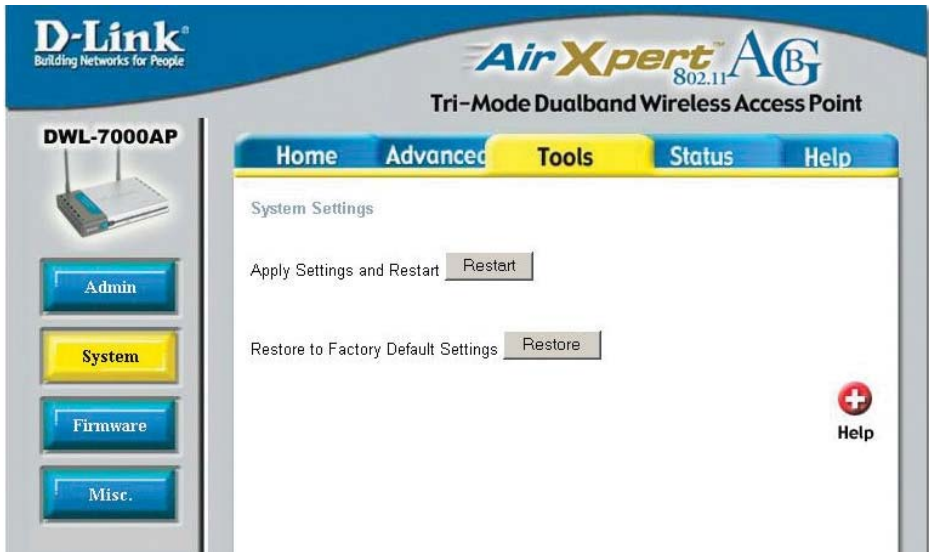 D-Link®
Building Networks for People
AirXpert™ ABG
802.11
Tri-Mode Dualband Wireless Access Point
DWL-7000AP
Home Advanced Tools Status Help
System Settings
Apply Settings and Restart Restart
Restore to Factory Default Settings Restore
Admin
System
Firmware
Misc.
Help